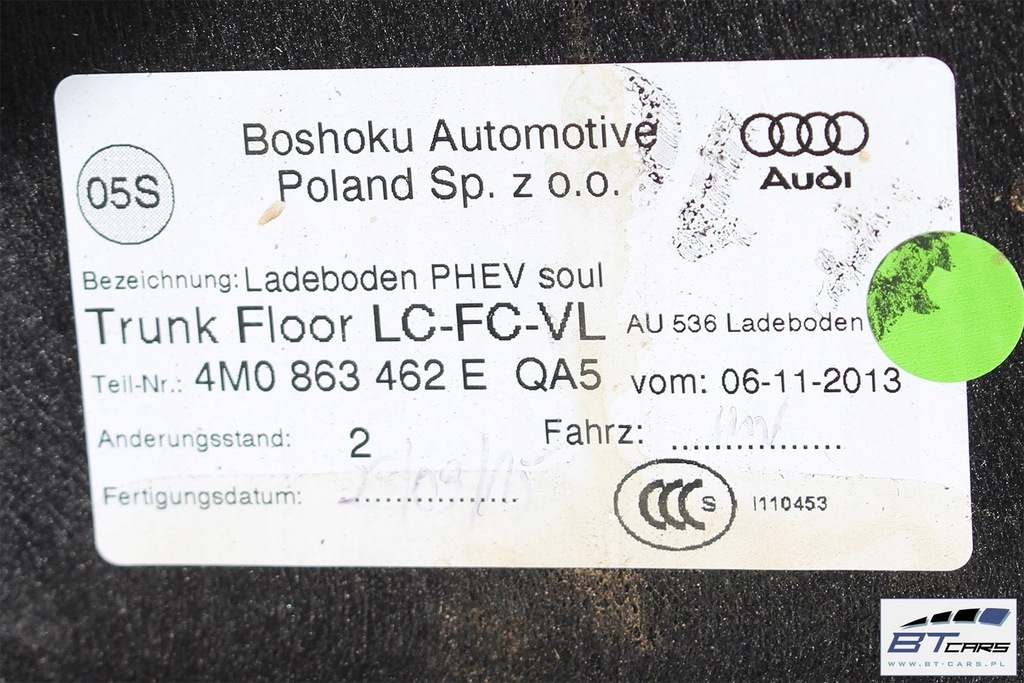 05S
Boshoku Automotive
Poland Sp. z o.o.
Audi
Bezeichnung: Ladeboden PHEV soul
Trunk Floor LC-FC-VL AU 536 Ladeboden
Teil-Nr.: 4M0 863 462 E QA5 vom: 06-11-2013
Anderungsstand: 2 Fahrz: ................
Fertigungsdatum: ................
CCC S I110453
BT CARS
WWW.BT-CARS.PL